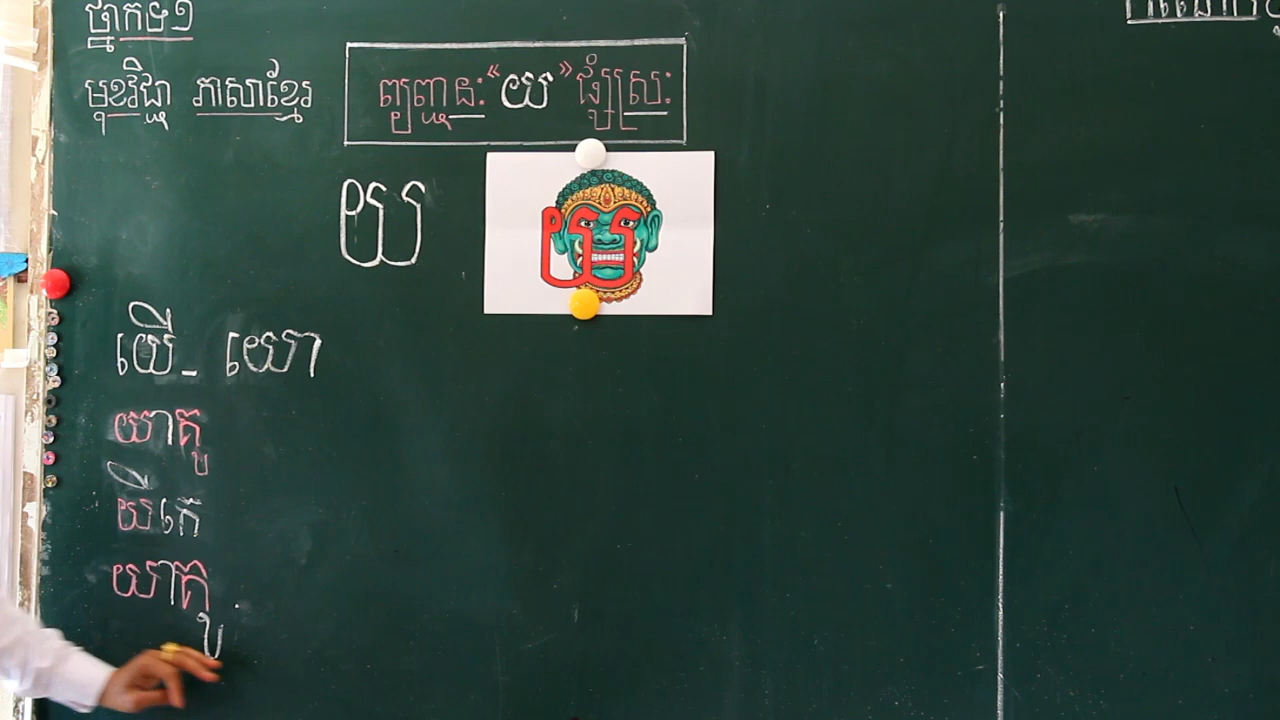 ថ្នាក់ទី១
មុខវិជ្ជា ភាសាខ្មែរ
ព្យញ្ជនៈ “យ” ផ្សំស្រៈ
យ
យ
យើ - យោ
យាគូ
យីកេ
យាគូ